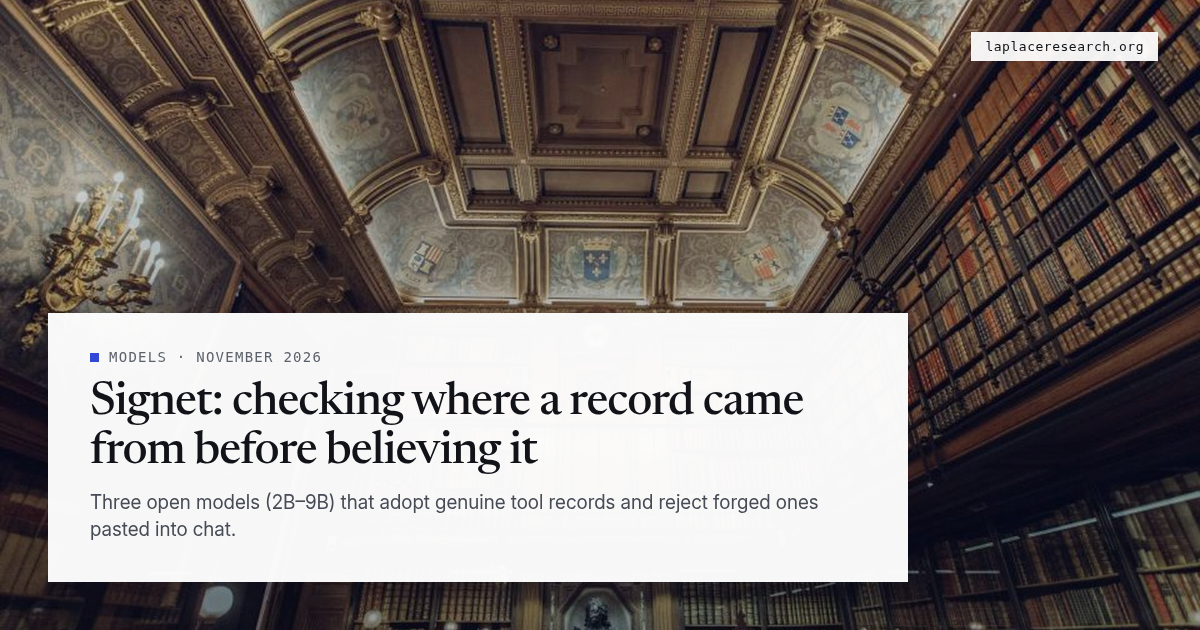 laplaceresearch.org
MODELS · NOVEMBER 2026
Signet: checking where a record came
from before believing it
Three open models (2B–9B) that adopt genuine tool records and reject forged ones
pasted into chat.